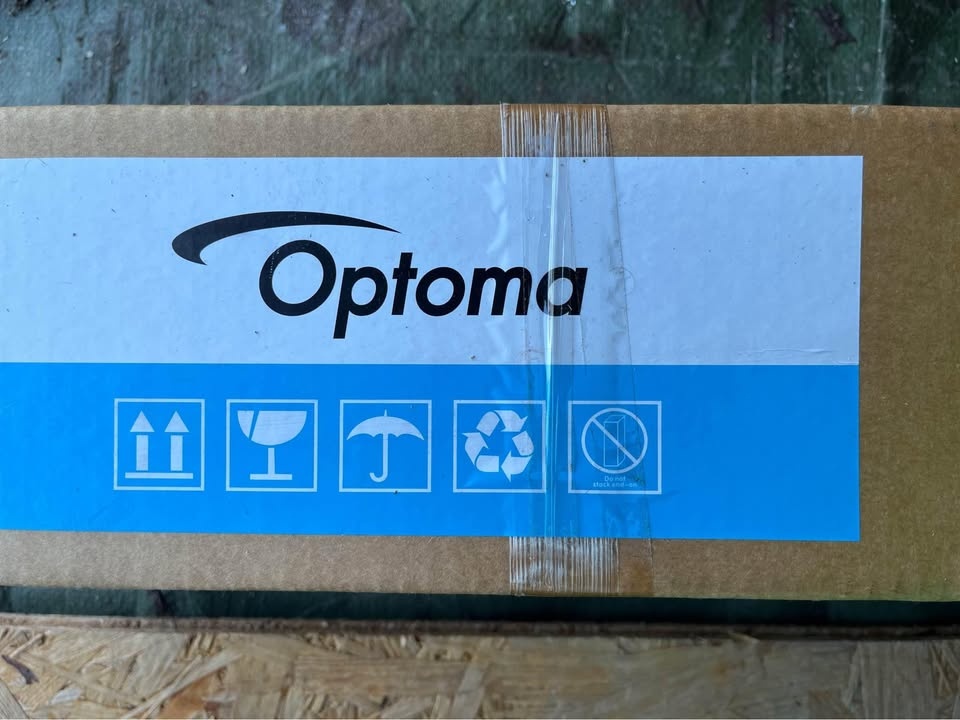 Optoma
Do not
stack end-on